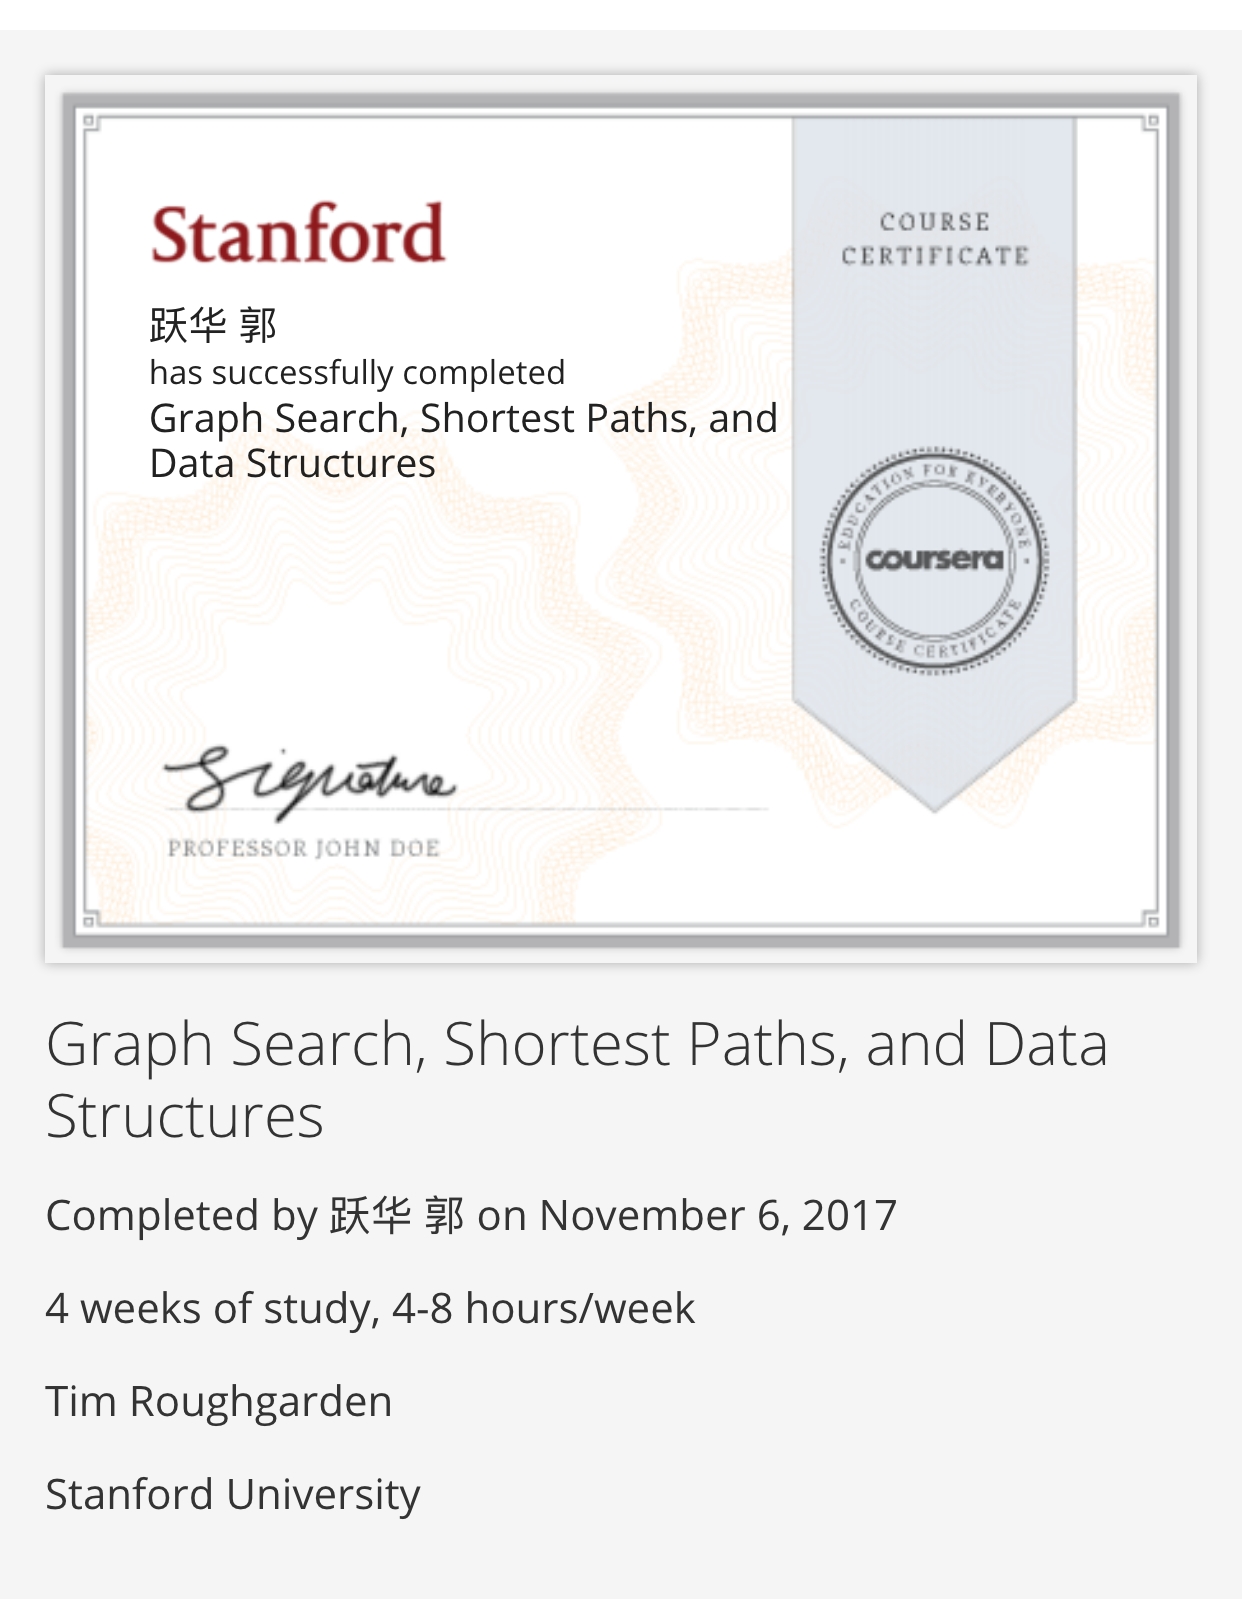 Stanford
跃华 郭
has successfully completed
Graph Search, Shortest Paths, and
Data Structures
COURSE
CERTIFICATE
EDUCATION FOR EVERYONE
coursera
COURSE CERTIFICATE
Signature
PROFESSOR JOHN DOE
Graph Search, Shortest Paths, and Data
Structures
Completed by 跃华 郭 on November 6, 2017
4 weeks of study, 4-8 hours/week
Tim Roughgarden
Stanford University